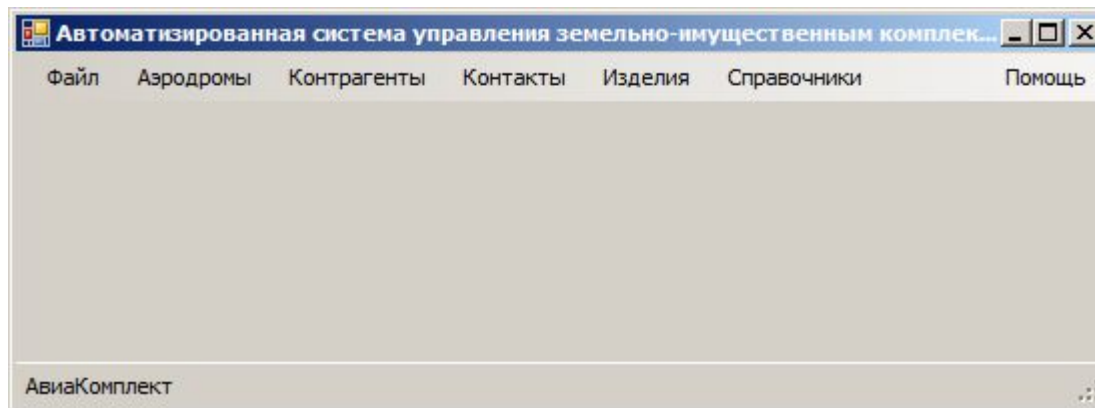 Автоматизированная система управления земельно-имущественным комплек...
Файл Аэродромы Контрагенты Контакты Изделия Справочники Помощь
АвиаКомплект